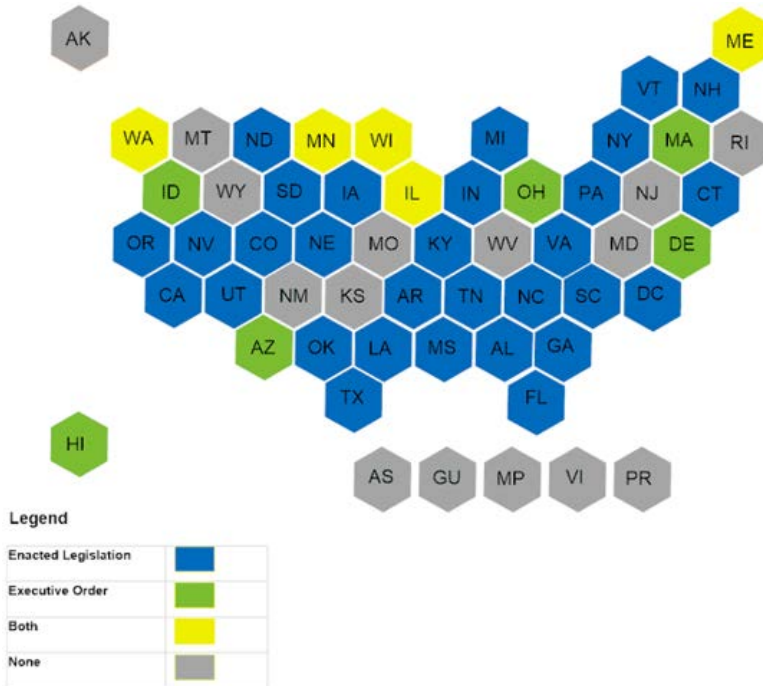 AK
ME
VT NH
WA MT ND MN WI MI NY MA RI
ID WY SD IA IL IN OH PA NJ CT
OR NV CO NE MO KY WV VA MD DE
CA UT NM KS AR TN NC SC DC
AZ OK LA MS AL GA
TX FL
HI
AS GU MP VI PR
Legend
Enacted Legislation
Executive Order
Both
None